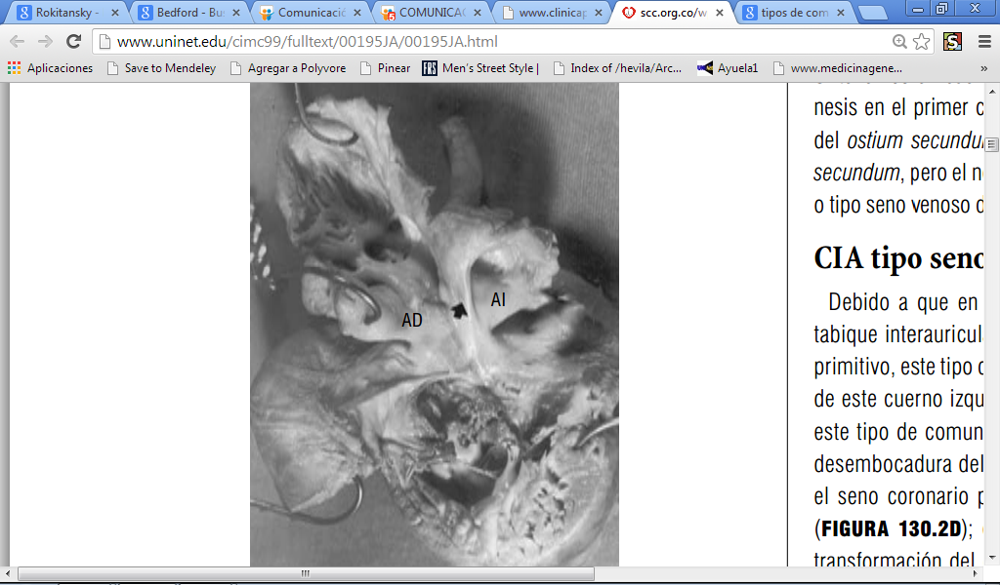 Rokitansky -
Bedford - Bu
Comunicació
COMUNICAC
www.clinicap
scc.org.co/w
tipos de com
www.uninet.edu/cimc99/fulltext/00195JA/00195JA.html
Aplicaciones
Save to Mendeley
Agregar a Polyvore
Pinear
FRS Men's Street Style |
Index of /hevila/Arc...
Ayuela1
www.medicinagene...
»
AD
AI
nesis en el primer c
del ostium secundu
secundum, pero el n
o tipo seno venoso d
CIA tipo seno
Debido a que en
tabique interauricul
primitivo, este tipo d
de este cuerno izqu
este tipo de comun
desembocadura del
el seno coronario p
(FIGURA 130.2D);
transformación del